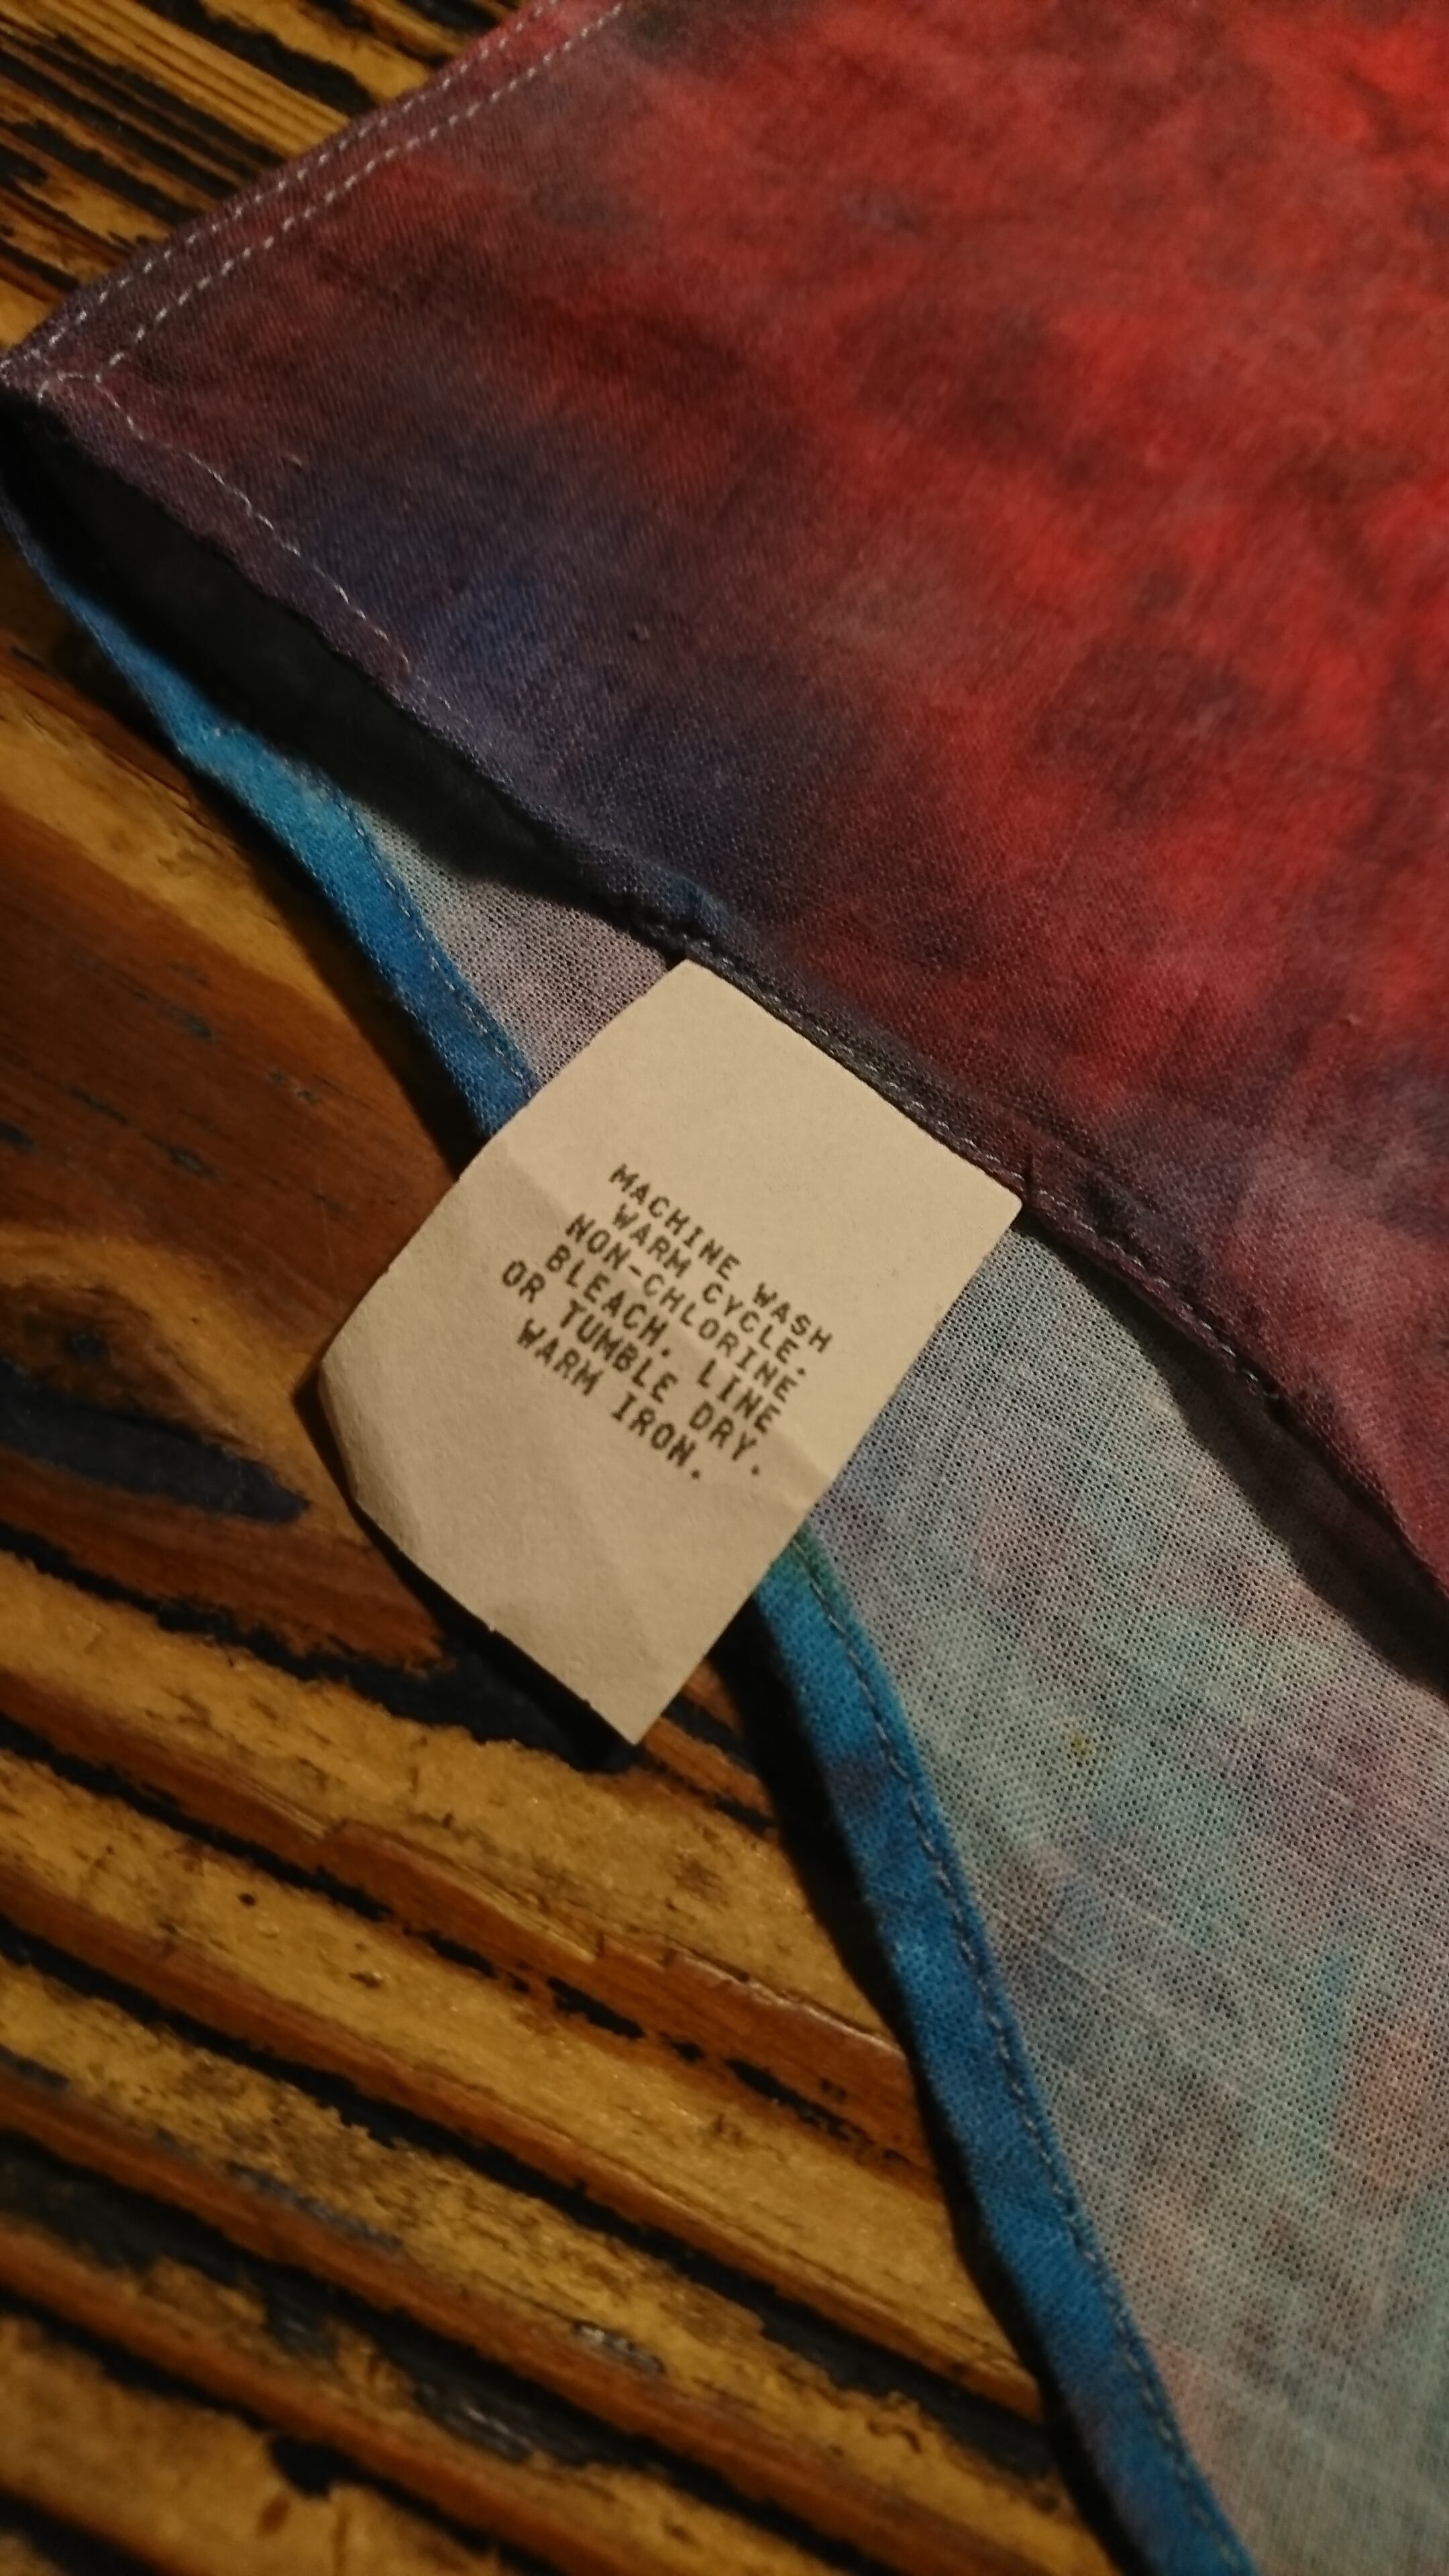 MACHINE WASH
WARM CYCLE.
NON-CHLORINE
BLEACH. LINE
OR TUMBLE DRY.
WARM IRON.